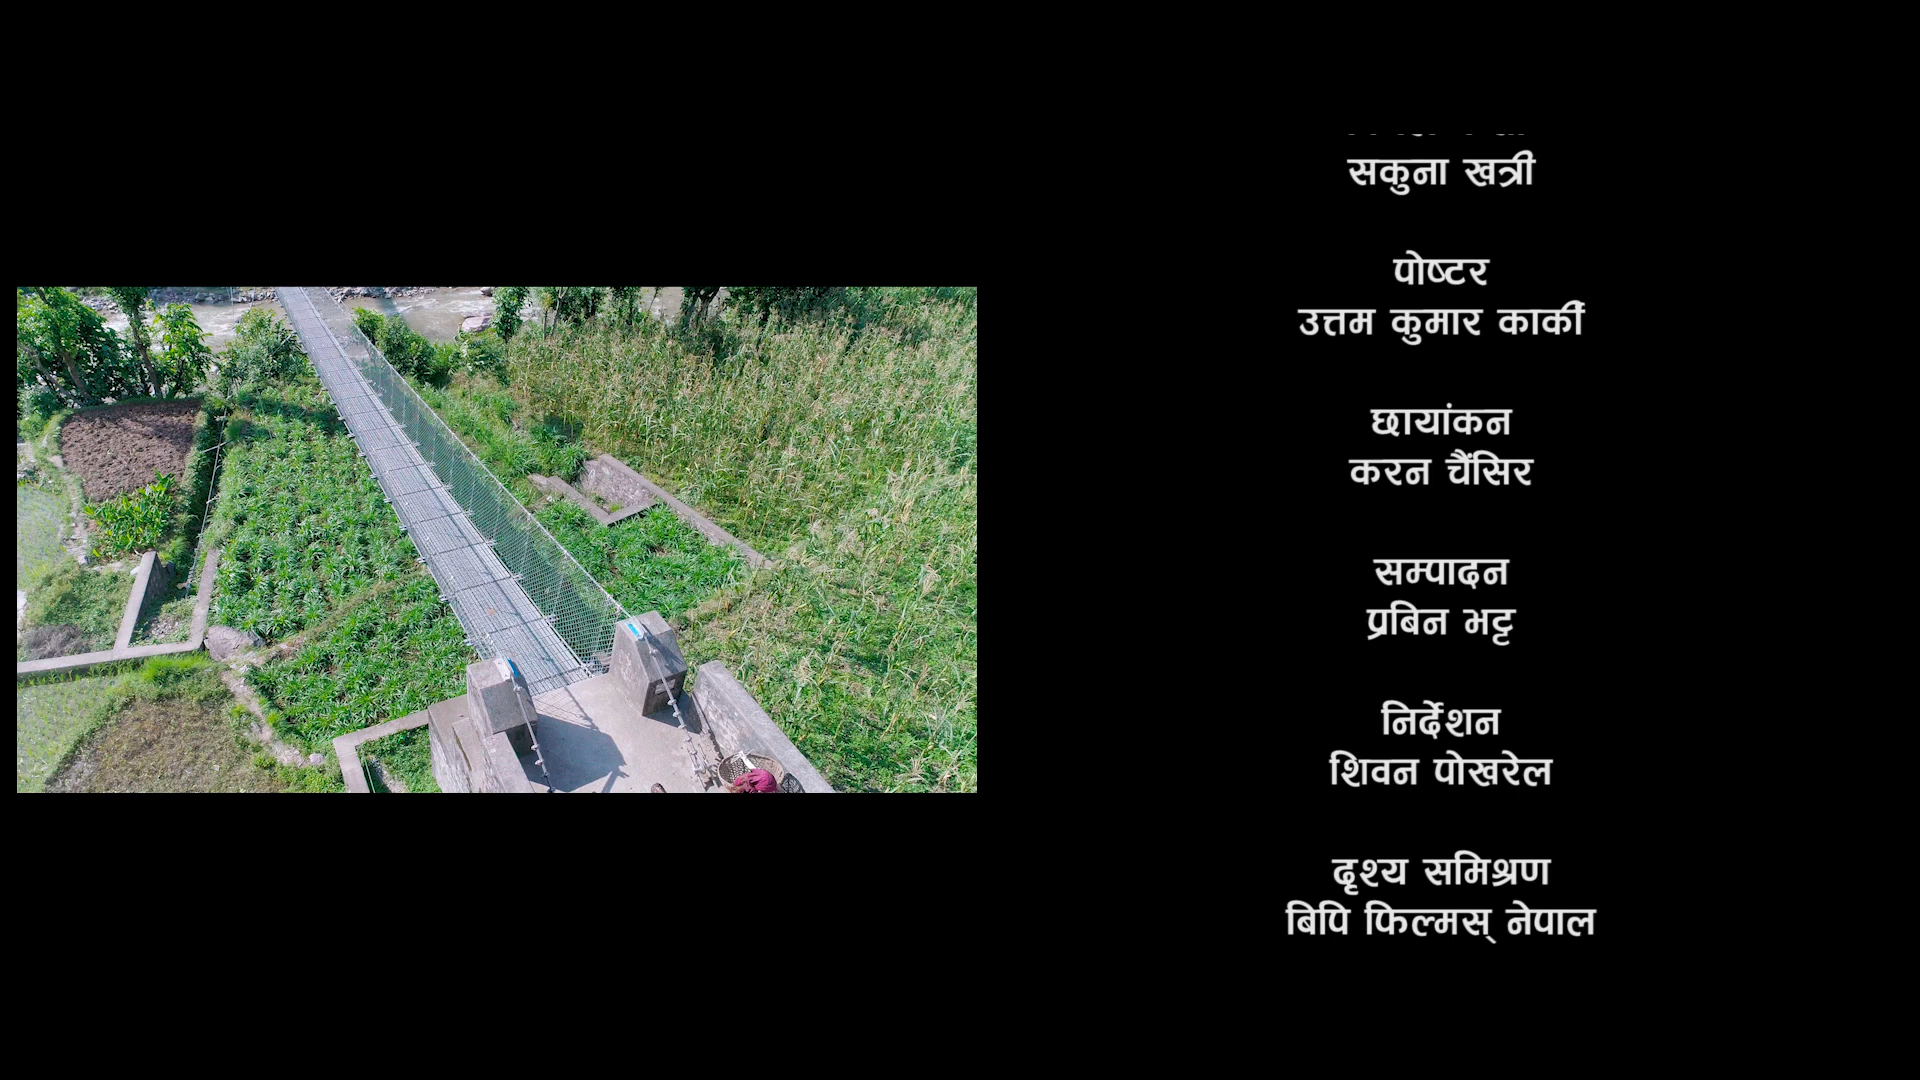 सकुना खत्री
पोष्टर
उत्तम कुमार कार्की
छायांकन
करन चैंसिर
सम्पादन
प्रबिन भट्ट
निर्देशन
शिवन पोखरेल
दृश्य समिश्रण
बिपि फिल्मस् नेपाल